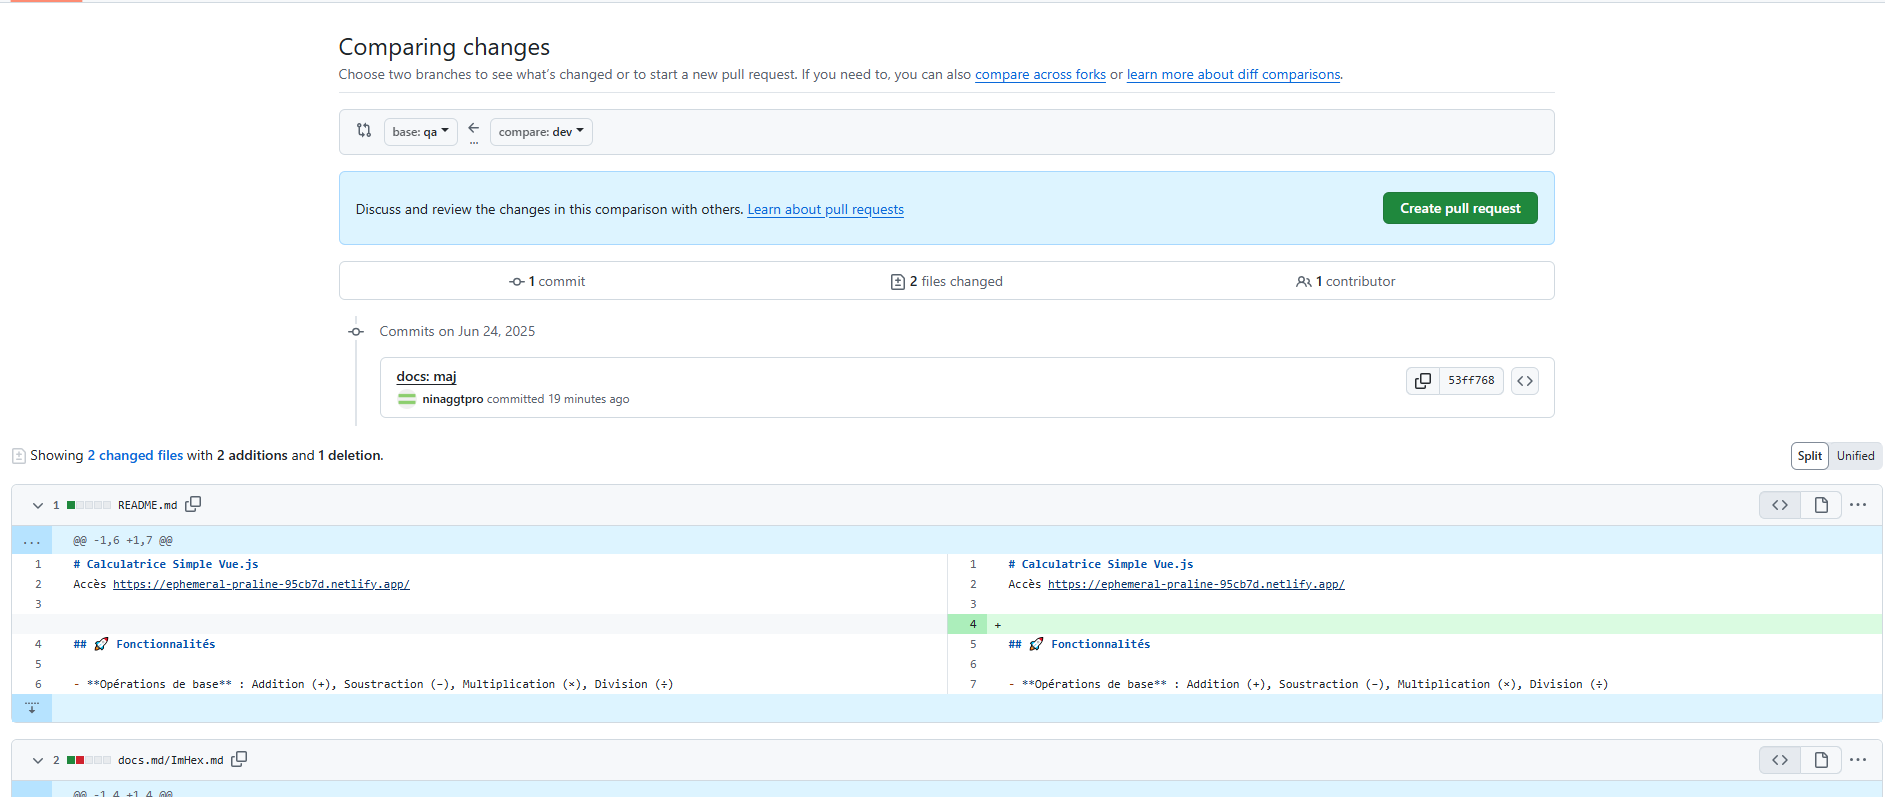 Comparing changes
Choose two branches to see what's changed or to start a new pull request. If you need to, you can also compare across forks or learn more about diff comparisons.
base: qa ... compare: dev
Discuss and review the changes in this comparison with others. Learn about pull requests
Create pull request
1 commit
2 files changed
1 contributor
Commits on Jun 24, 2025
docs: maj
53ff768
ninaggtpro committed 19 minutes ago
Showing 2 changed files with 2 additions and 1 deletion.
Split Unified
1 README.md
... @@ -1,6 +1,7 @@
1 # Calculatrice Simple Vue.js
2 Accès https://ephemeral-praline-95cb7d.netlify.app/
3
4 ## 🚀 Fonctionnalités
5
6 - **Opérations de base** : Addition (+), Soustraction (−), Multiplication (×), Division (÷)
1 # Calculatrice Simple Vue.js
2 Accès https://ephemeral-praline-95cb7d.netlify.app/
3
4 +
5 ## 🚀 Fonctionnalités
6
7 - **Opérations de base** : Addition (+), Soustraction (−), Multiplication (×), Division (÷)
2 docs.md/ImHex.md
@@ -1,4 +1,4 @@